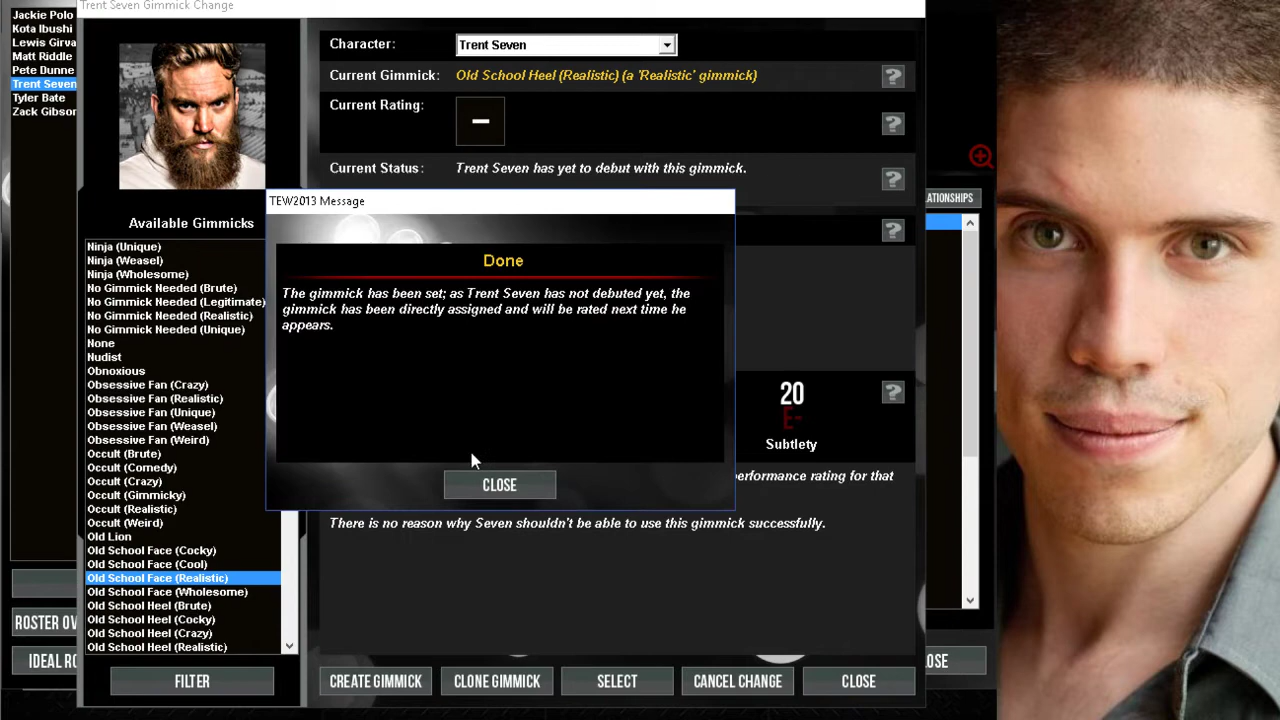 Trent Seven Gimmick Change
Jackie Polo
Kota Ibushi
Lewis Girva
Matt Riddle
Pete Dunne
Trent Seven
Tyler Bate
Zack Gibson
ROSTER OV
IDEAL RO
Available Gimmicks
Ninja (Unique)
Ninja (Weasel)
Ninja (Wholesome)
No Gimmick Needed (Brute)
No Gimmick Needed (Legitimate)
No Gimmick Needed (Realistic)
No Gimmick Needed (Unique)
None
Nudist
Obnoxious
Obsessive Fan (Crazy)
Obsessive Fan (Realistic)
Obsessive Fan (Unique)
Obsessive Fan (Weasel)
Obsessive Fan (Weird)
Occult (Brute)
Occult (Comedy)
Occult (Crazy)
Occult (Gimmicky)
Occult (Realistic)
Occult (Weird)
Old Lion
Old School Face (Cocky)
Old School Face (Cool)
Old School Face (Realistic)
Old School Face (Wholesome)
Old School Heel (Brute)
Old School Heel (Cocky)
Old School Heel (Crazy)
Old School Heel (Realistic)
FILTER
Character: Trent Seven
Current Gimmick: Old School Heel (Realistic) (a 'Realistic' gimmick) ?
Current Rating: – ?
Current Status: Trent Seven has yet to debut with this gimmick. ?
?
TEW2013 Message
Done
The gimmick has been set; as Trent Seven has not debuted yet, the
gimmick has been directly assigned and will be rated next time he
appears.
CLOSE
20 ?
E-
Subtlety
performance rating for that
There is no reason why Seven shouldn't be able to use this gimmick successfully.
CREATE GIMMICK CLONE GIMMICK SELECT CANCEL CHANGE CLOSE
ATIONSHIPS
OSE